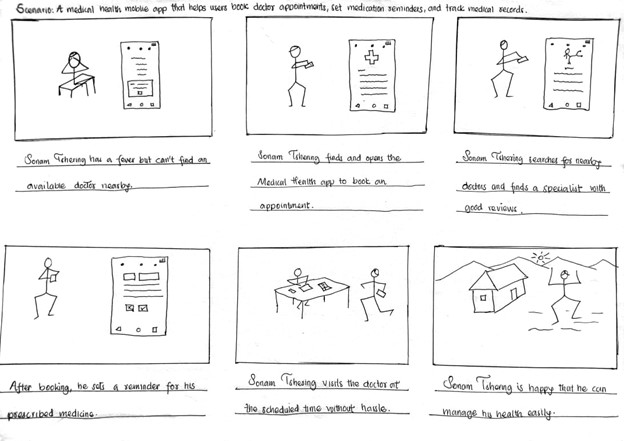 Scenario: A medical health mobile app that helps users book doctor appointments, set medication reminders, and track medical records.
Sonam Tshering has a fever but can't find an
available doctor nearby.
Sonam Tshering finds and opens the
Medical Health app to book an
appointment.
Sonam Tshering searches for nearby
doctors and finds a specialist with
good reviews.
After booking, he sets a reminder for his
prescribed medicine.
Sonam Tshering visits the doctor at
the scheduled time without hassle.
Sonam Tshering is happy that he can
manage his health easily.